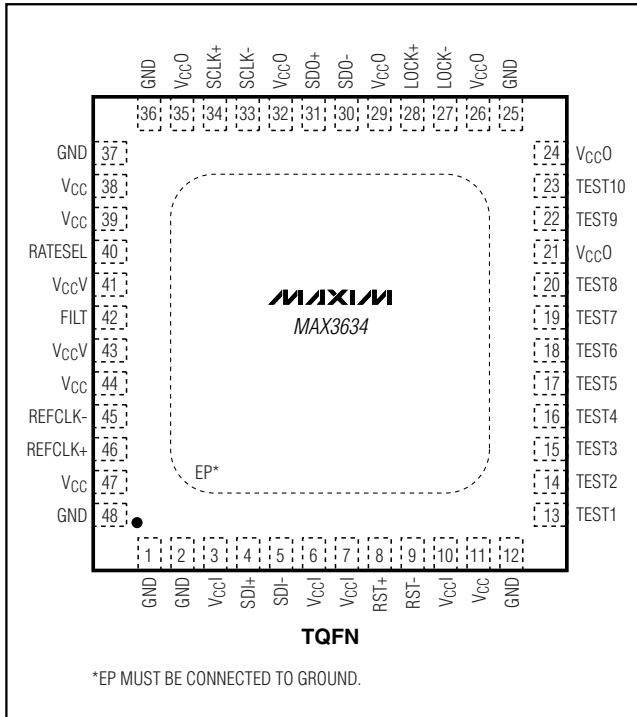 GND
VCCO
SCLK+
SCLK-
VCCO
SDO+
SDO-
VCCO
LOCK+
LOCK-
VCCO
GND
36 35 34 33 32 31 30 29 28 27 26 25
GND 37
VCC 38
VCC 39
RATESEL 40
VCCV 41
FILT 42
VCCV 43
VCC 44
REFCLK- 45
REFCLK+ 46
VCC 47
GND 48
MAXIM
MAX3634
EP*
24 VCCO
23 TEST10
22 TEST9
21 VCCO
20 TEST8
19 TEST7
18 TEST6
17 TEST5
16 TEST4
15 TEST3
14 TEST2
13 TEST1
1 2 3 4 5 6 7 8 9 10 11 12
GND
GND
VCCI
SDI+
SDI-
VCCI
VCCI
RST+
RST-
VCCI
VCC
GND
TQFN
*EP MUST BE CONNECTED TO GROUND.